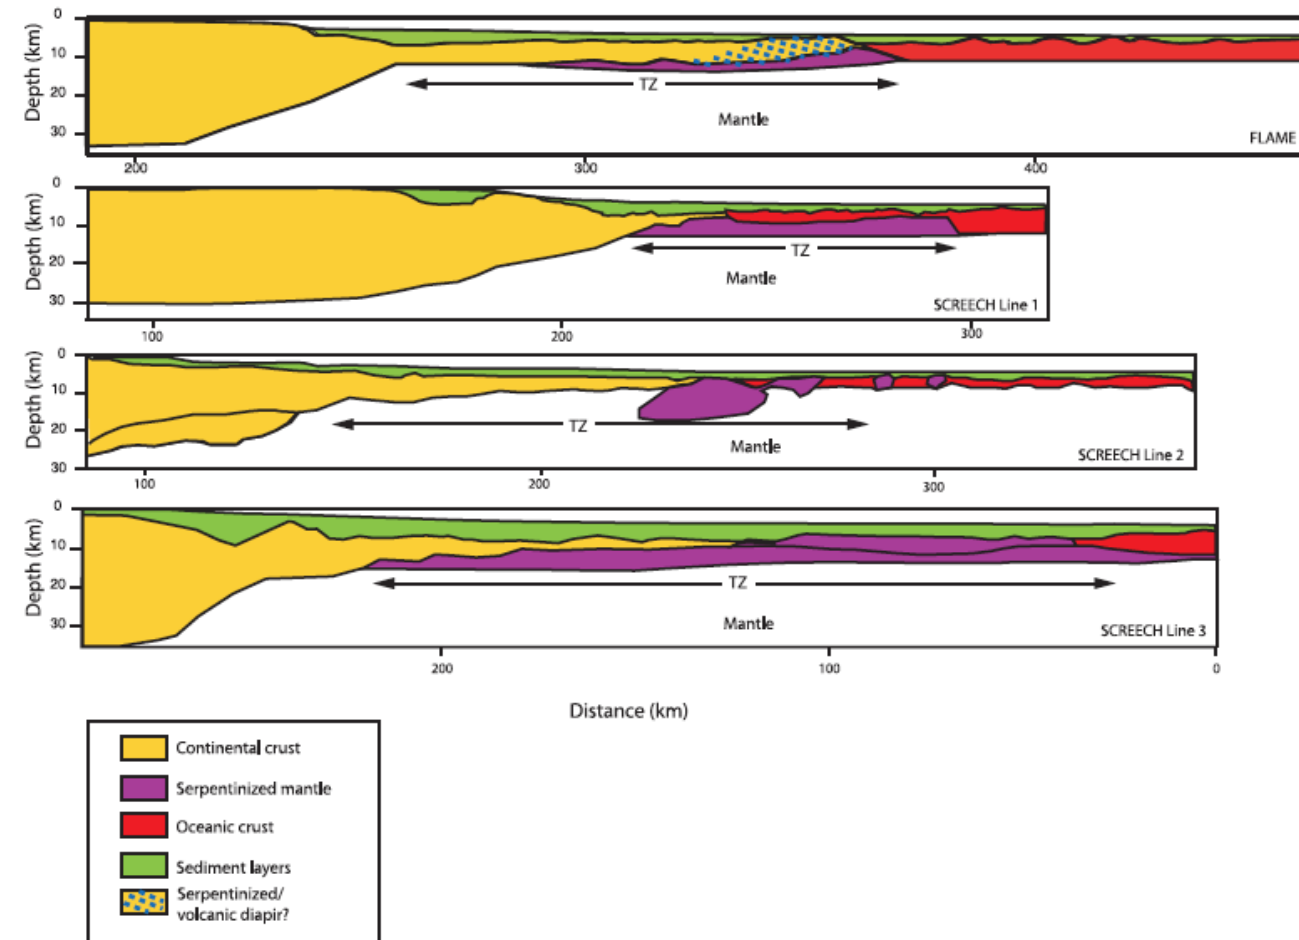 Depth (km)
0
10
20
30
TZ
Mantle
FLAME
200
300
400
Depth (km)
0
10
20
30
TZ
Mantle
SCREECH Line 1
100
200
300
Depth (km)
0
10
20
30
TZ
Mantle
SCREECH Line 2
100
200
300
Depth (km)
0
10
20
30
TZ
Mantle
SCREECH Line 3
200
100
0
Distance (km)
Continental crust
Serpentinized mantle
Oceanic crust
Sediment layers
Serpentinized/
volcanic diapir?